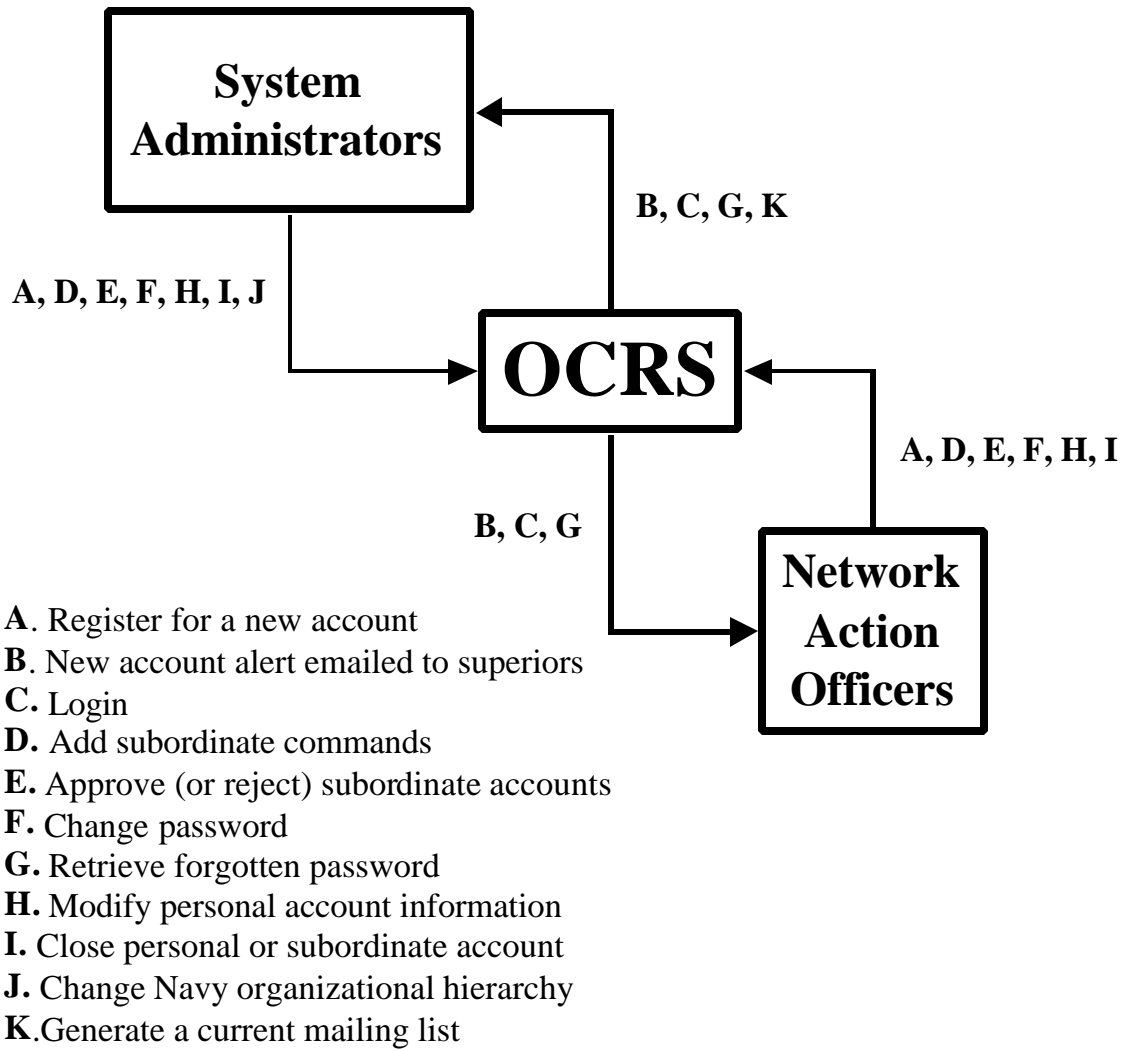 System
Administrators
B, C, G, K
A, D, E, F, H, I, J
OCRS
A, D, E, F, H, I
B, C, G
Network
Action
Officers
A. Register for a new account
B. New account alert emailed to superiors
C. Login
D. Add subordinate commands
E. Approve (or reject) subordinate accounts
F. Change password
G. Retrieve forgotten password
H. Modify personal account information
I. Close personal or subordinate account
J. Change Navy organizational hierarchy
K.Generate a current mailing list